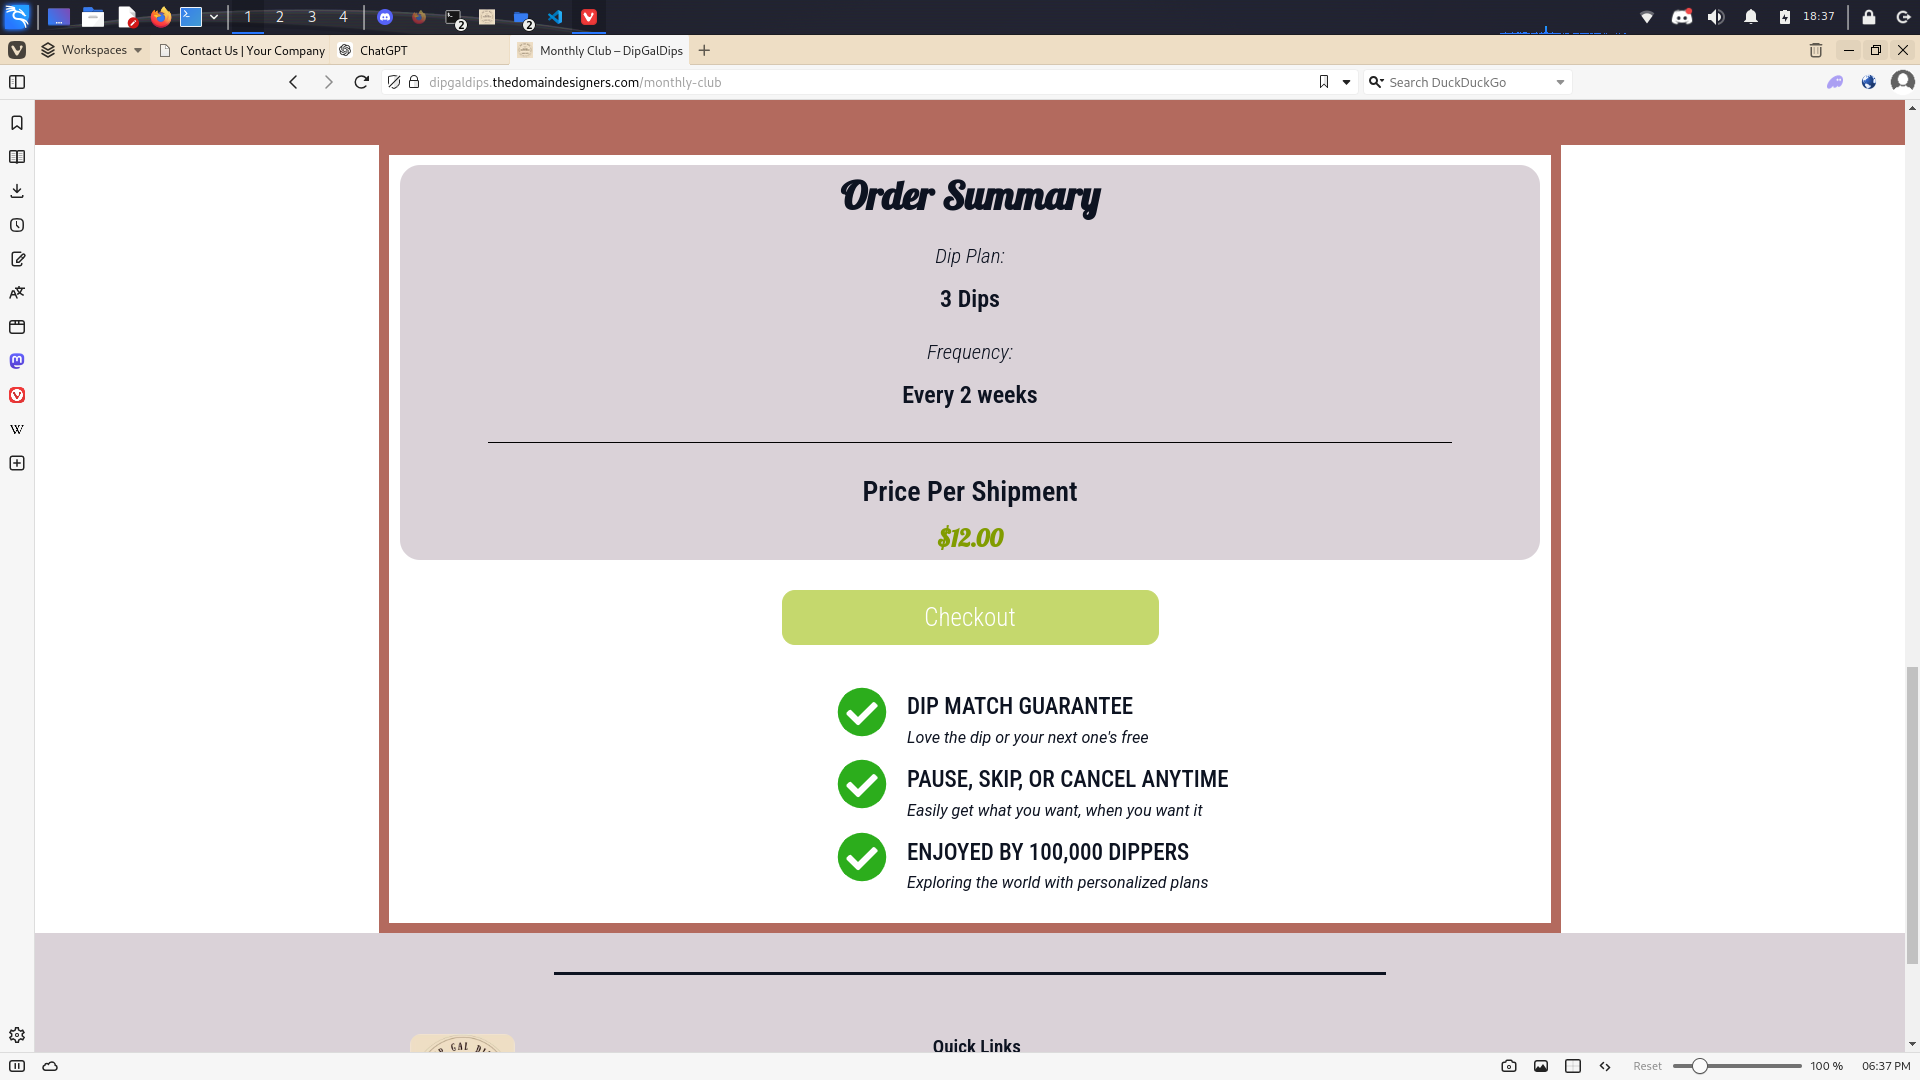 1 2 3 4 2 2 18:37
Workspaces Contact Us | Your Company ChatGPT Monthly Club – DipGalDips
dipgaldips.thedomaindesigners.com/monthly-club Search DuckDuckGo
Order Summary
Dip Plan:
3 Dips
Frequency:
Every 2 weeks
Price Per Shipment
$12.00
Checkout
DIP MATCH GUARANTEE
Love the dip or your next one's free
PAUSE, SKIP, OR CANCEL ANYTIME
Easily get what you want, when you want it
ENJOYED BY 100,000 DIPPERS
Exploring the world with personalized plans
GAL
Quick Links
Reset 100 % 06:37 PM